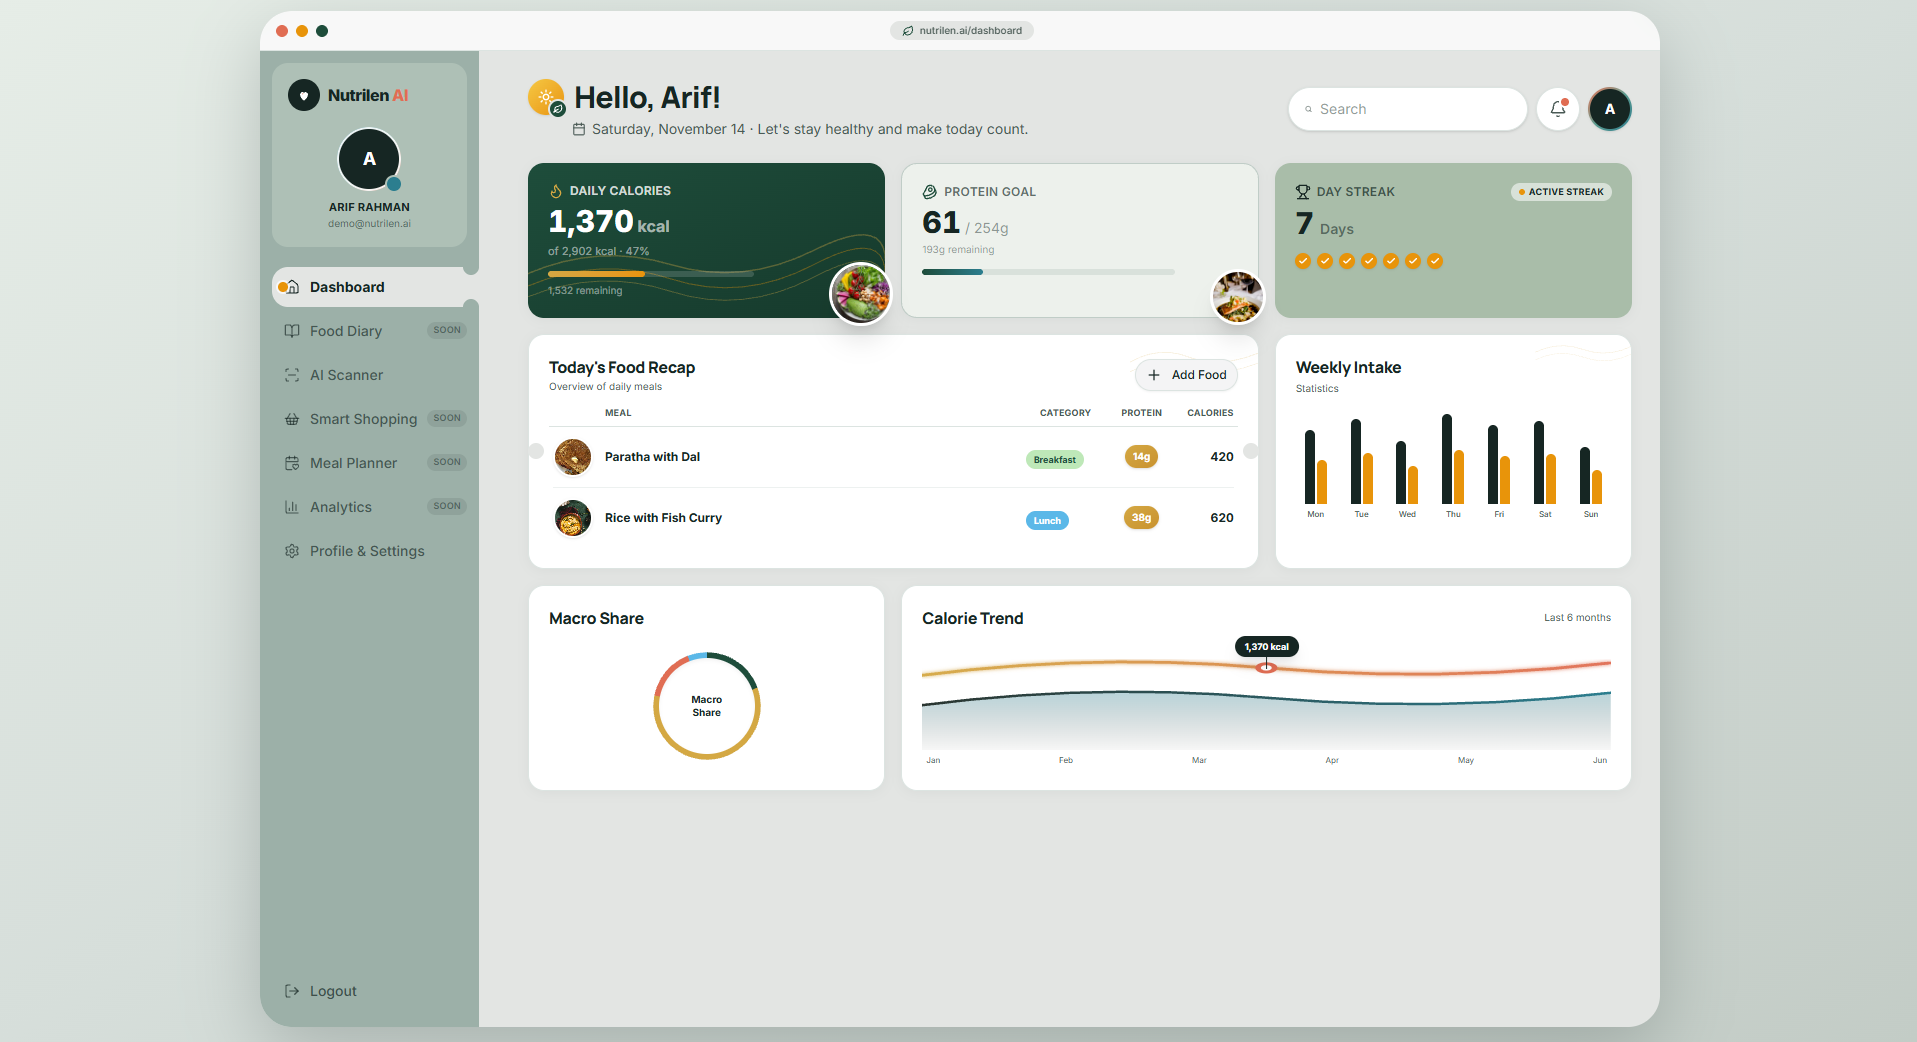 nutrilen.ai/dashboard
Nutrilen AI
A
ARIF RAHMAN
demo@nutrilen.ai
Dashboard
Food Diary SOON
AI Scanner
Smart Shopping SOON
Meal Planner SOON
Analytics SOON
Profile & Settings
Logout
Hello, Arif!
Saturday, November 14 · Let's stay healthy and make today count.
Search
A
DAILY CALORIES
1,370 kcal
of 2,902 kcal · 47%
1,532 remaining
PROTEIN GOAL
61 / 254g
193g remaining
DAY STREAK
ACTIVE STREAK
7 Days
Today's Food Recap
Overview of daily meals
Add Food
MEAL CATEGORY PROTEIN CALORIES
Paratha with Dal Breakfast 14g 420
Rice with Fish Curry Lunch 38g 620
Weekly Intake
Statistics
Mon Tue Wed Thu Fri Sat Sun
Macro Share
Macro
Share
Calorie Trend
Last 6 months
1,370 kcal
Jan Feb Mar Apr May Jun